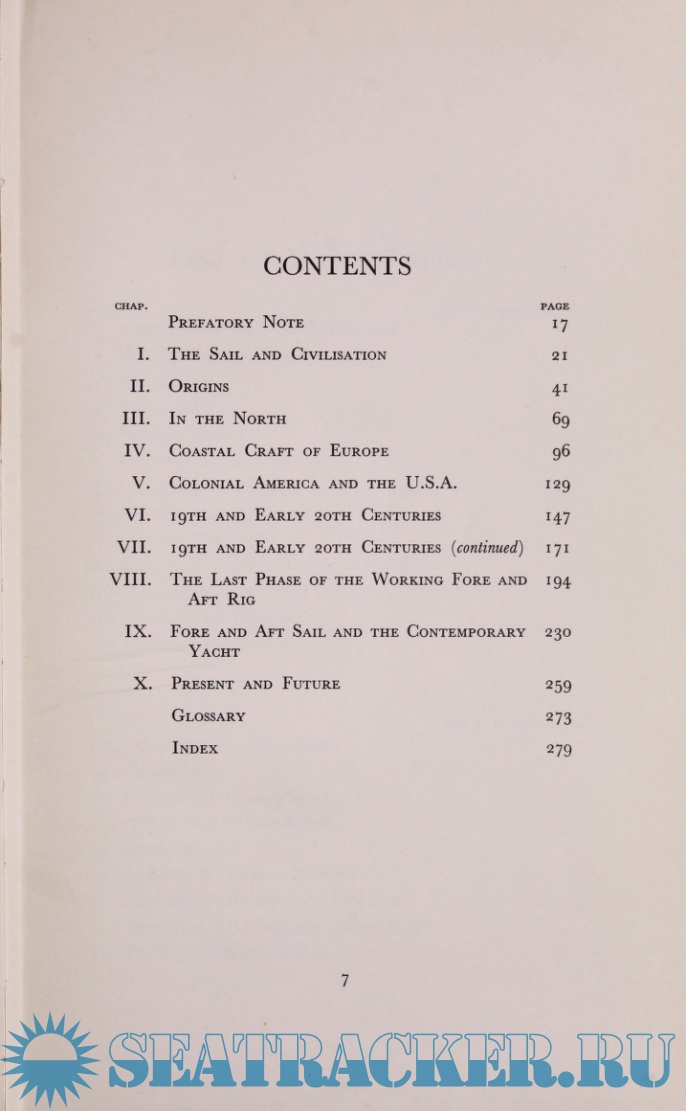 CONTENTS
CHAP. PAGE
PREFATORY NOTE 17
I. THE SAIL AND CIVILISATION 21
II. ORIGINS 41
III. IN THE NORTH 69
IV. COASTAL CRAFT OF EUROPE 96
V. COLONIAL AMERICA AND THE U.S.A. 129
VI. 19TH AND EARLY 20TH CENTURIES 147
VII. 19TH AND EARLY 20TH CENTURIES (continued) 171
VIII. THE LAST PHASE OF THE WORKING FORE AND 194
AFT RIG
IX. FORE AND AFT SAIL AND THE CONTEMPORARY 230
YACHT
X. PRESENT AND FUTURE 259
GLOSSARY 273
INDEX 279
7
SEATRACKER.RU